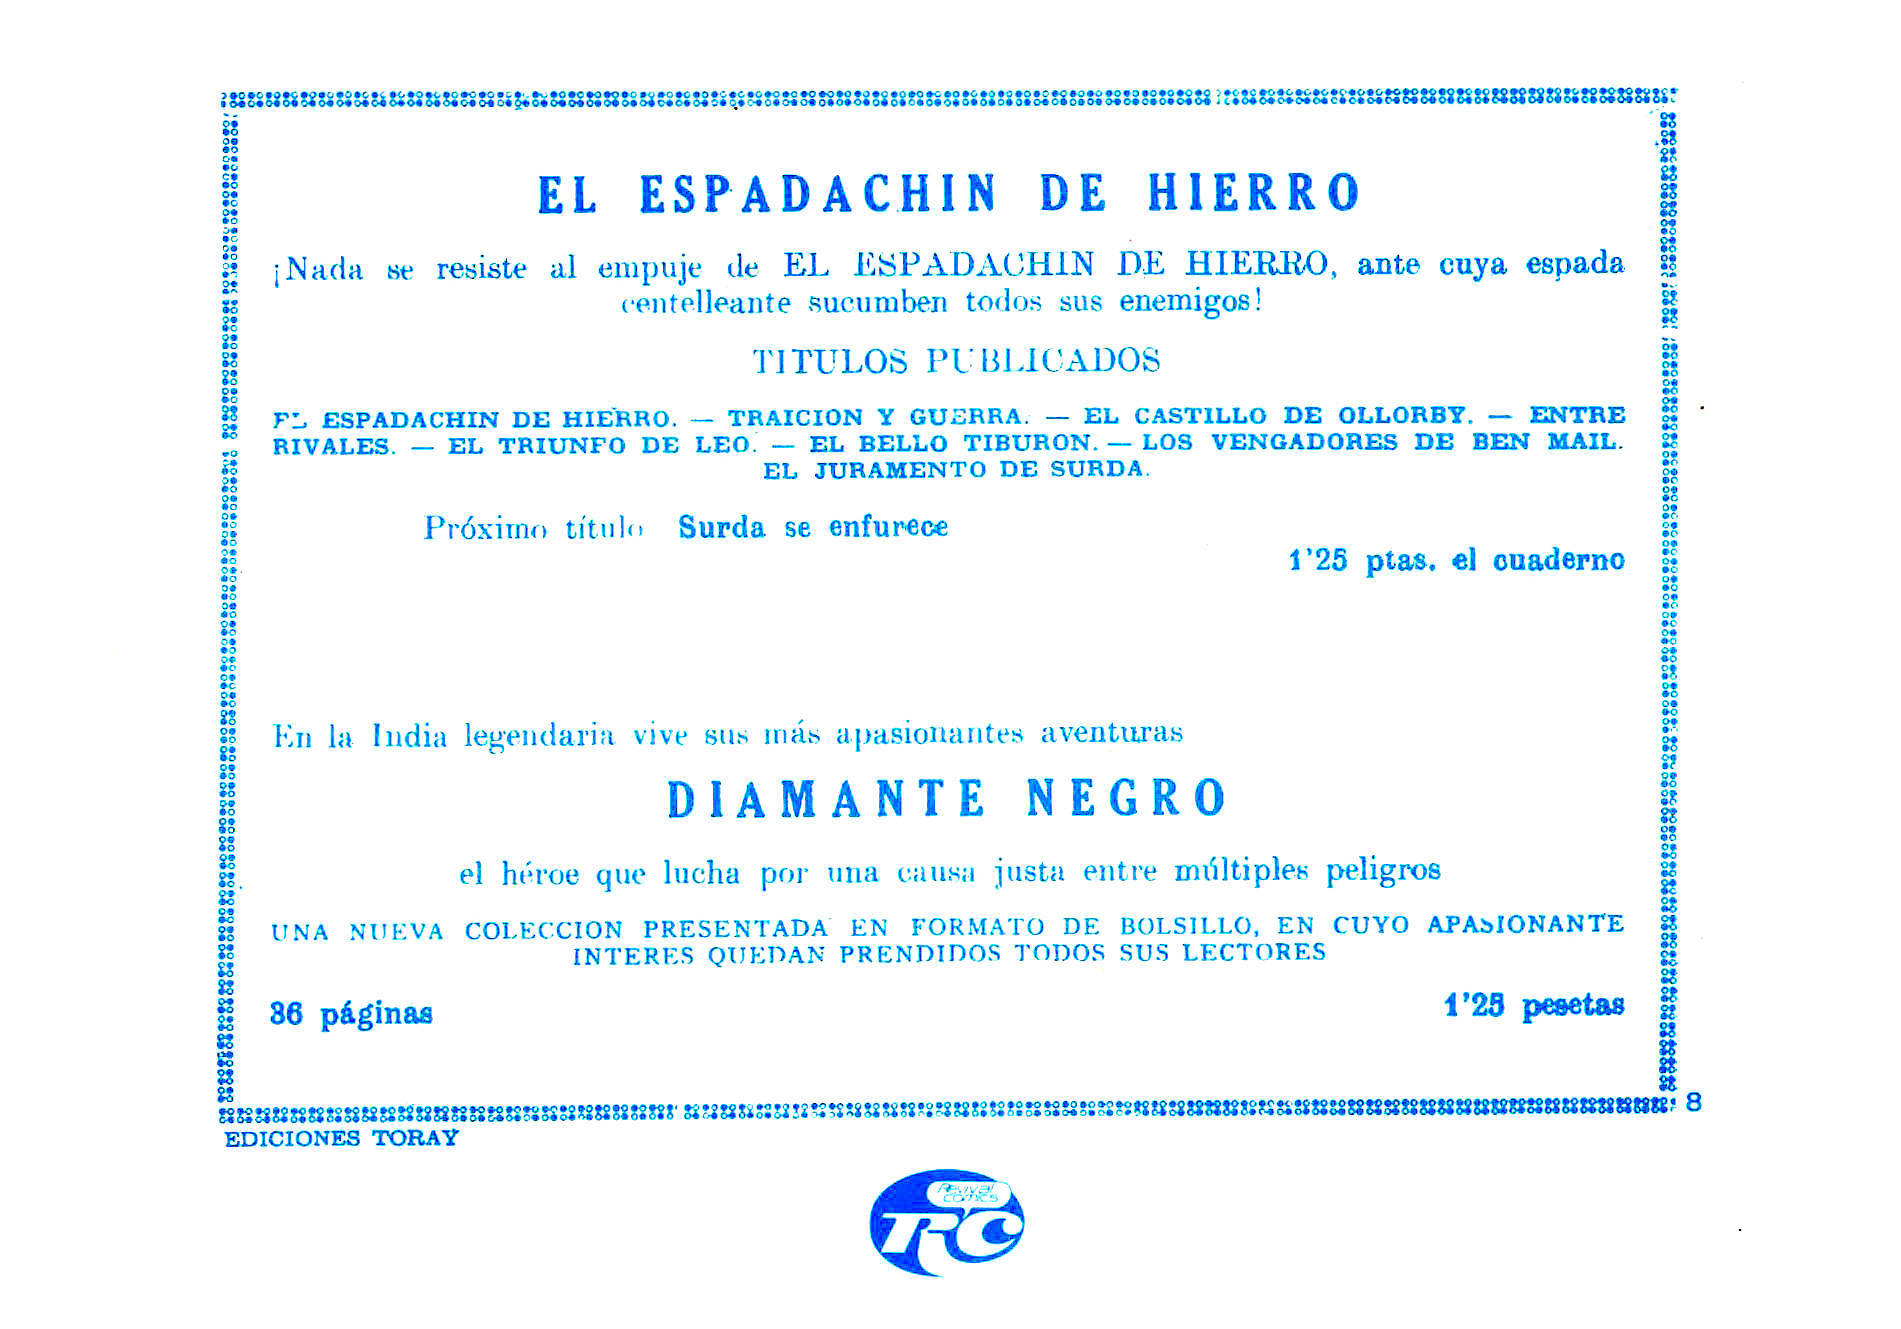 EL ESPADACHIN DE HIERRO
¡Nada se resiste al empuje de EL ESPADACHIN DE HIERRO, ante cuya espada
centelleante sucumben todos sus enemigos!
TITULOS PUBLICADOS
EL ESPADACHIN DE HIERRO. — TRAICION Y GUERRA. — EL CASTILLO DE OLLORBY. — ENTRE
RIVALES. — EL TRIUNFO DE LEO. — EL BELLO TIBURON. — LOS VENGADORES DE BEN MAIL.
EL JURAMENTO DE SURDA.
Próximo título Surda se enfurece
1'25 ptas. el cuaderno
En la India legendaria vive sus más apasionantes aventuras
DIAMANTE NEGRO
el héroe que lucha por una causa justa entre múltiples peligros
UNA NUEVA COLECCION PRESENTADA EN FORMATO DE BOLSILLO, EN CUYO APASIONANTE
INTERES QUEDAN PRENDIDOS TODOS SUS LECTORES
36 páginas
1'25 pesetas
8
EDICIONES TORAY
Revival
comics
RC